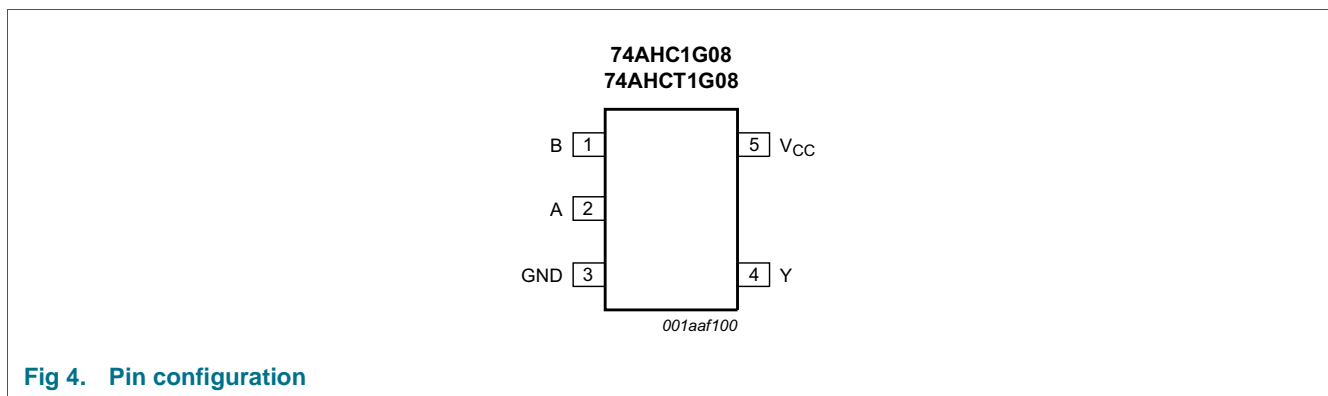 74AHC1G08
74AHCT1G08
B 1 5 VCC
A 2
GND 3 4 Y
001aaf100
Fig 4. Pin configuration